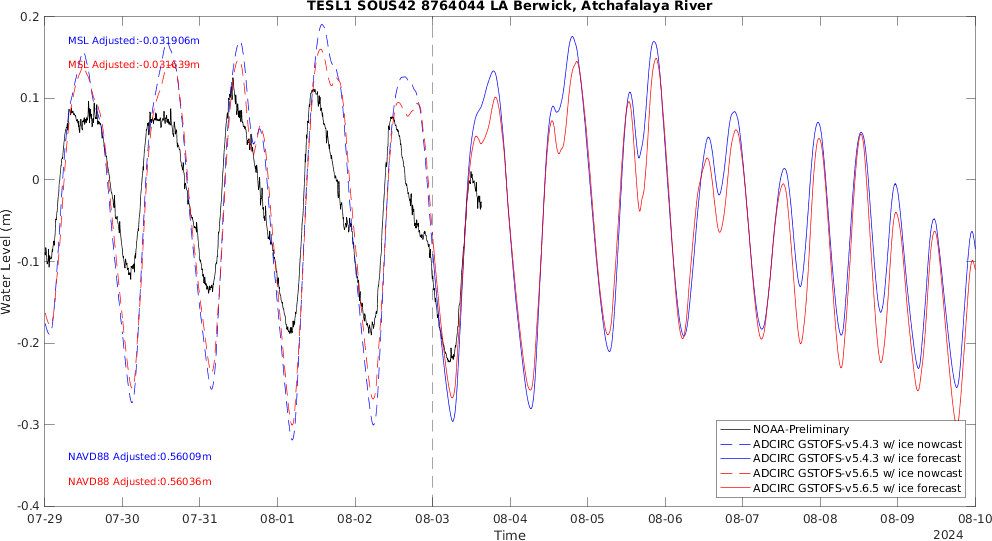 TESL1 SOUS42 8764044 LA Berwick, Atchafalaya River
MSL Adjusted:-0.031906m
MSL Adjusted:-0.031639m
NAVD88 Adjusted:0.56009m
NAVD88 Adjusted:0.56036m
Water Level (m)
0.2
0.1
0
-0.1
-0.2
-0.3
-0.4
NOAA-Preliminary
ADCIRC GSTOFS-v5.4.3 w/ ice nowcast
ADCIRC GSTOFS-v5.4.3 w/ ice forecast
ADCIRC GSTOFS-v5.6.5 w/ ice nowcast
ADCIRC GSTOFS-v5.6.5 w/ ice forecast
07-29 07-30 07-31 08-01 08-02 08-03 08-04 08-05 08-06 08-07 08-08 08-09 08-10
Time
2024